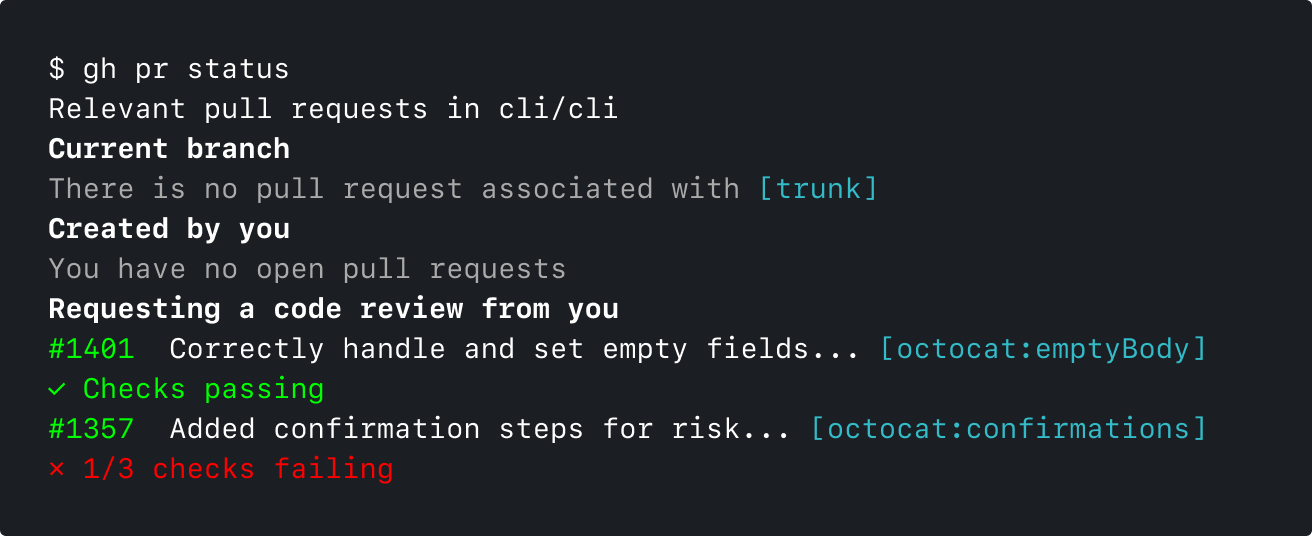 $ gh pr status
Relevant pull requests in cli/cli
Current branch
There is no pull request associated with [trunk]
Created by you
You have no open pull requests
Requesting a code review from you
#1401  Correctly handle and set empty fields... [octocat:emptyBody]
✓ Checks passing
#1357  Added confirmation steps for risk... [octocat:confirmations]
× 1/3 checks failing